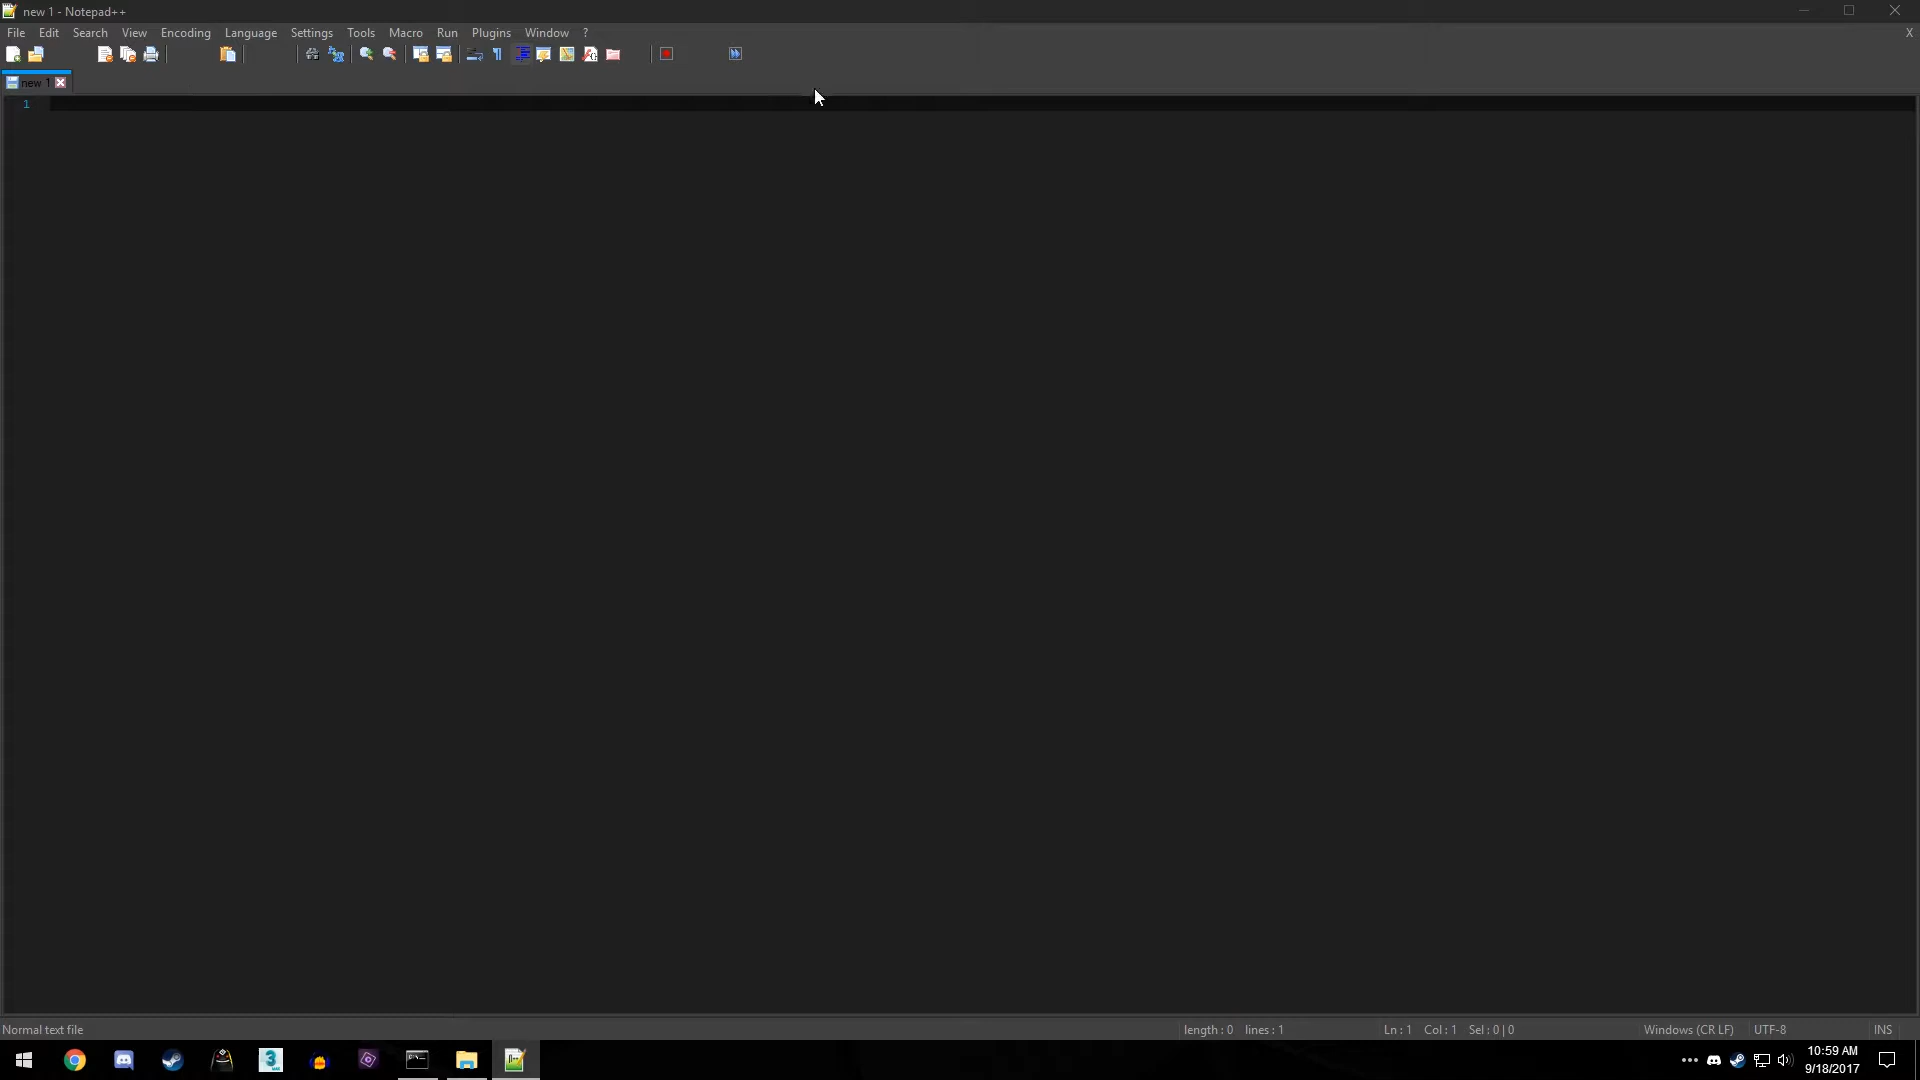 new 1 - Notepad++
File Edit Search View Encoding Language Settings Tools Macro Run Plugins Window ? X
new 1
1
Normal text file length : 0 lines : 1 Ln : 1 Col : 1 Sel : 0 | 0 Windows (CR LF) UTF-8 INS
10:59 AM
9/18/2017